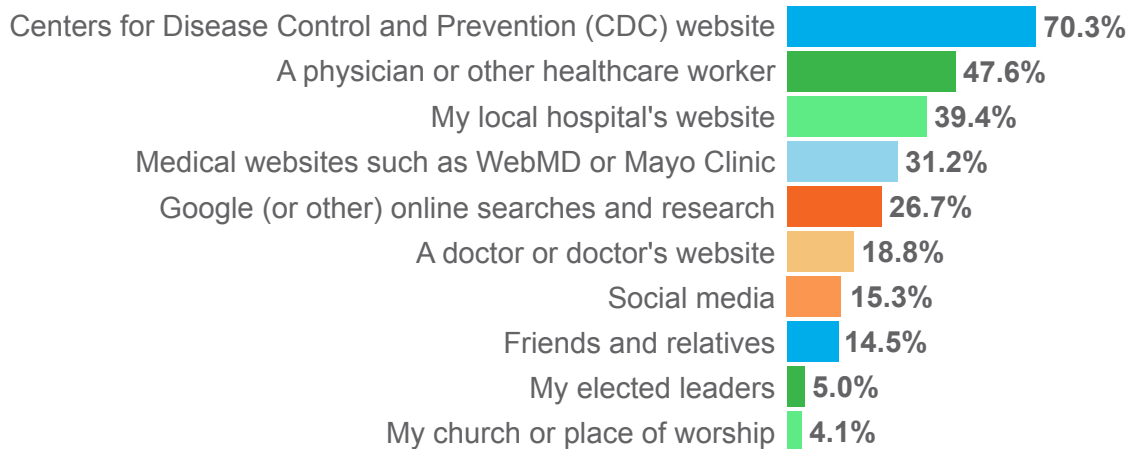 Centers for Disease Control and Prevention (CDC) website 70.3%
A physician or other healthcare worker 47.6%
My local hospital's website 39.4%
Medical websites such as WebMD or Mayo Clinic 31.2%
Google (or other) online searches and research 26.7%
A doctor or doctor's website 18.8%
Social media 15.3%
Friends and relatives 14.5%
My elected leaders 5.0%
My church or place of worship 4.1%